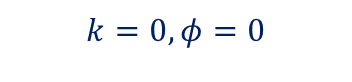 k = 0, ϕ = 0